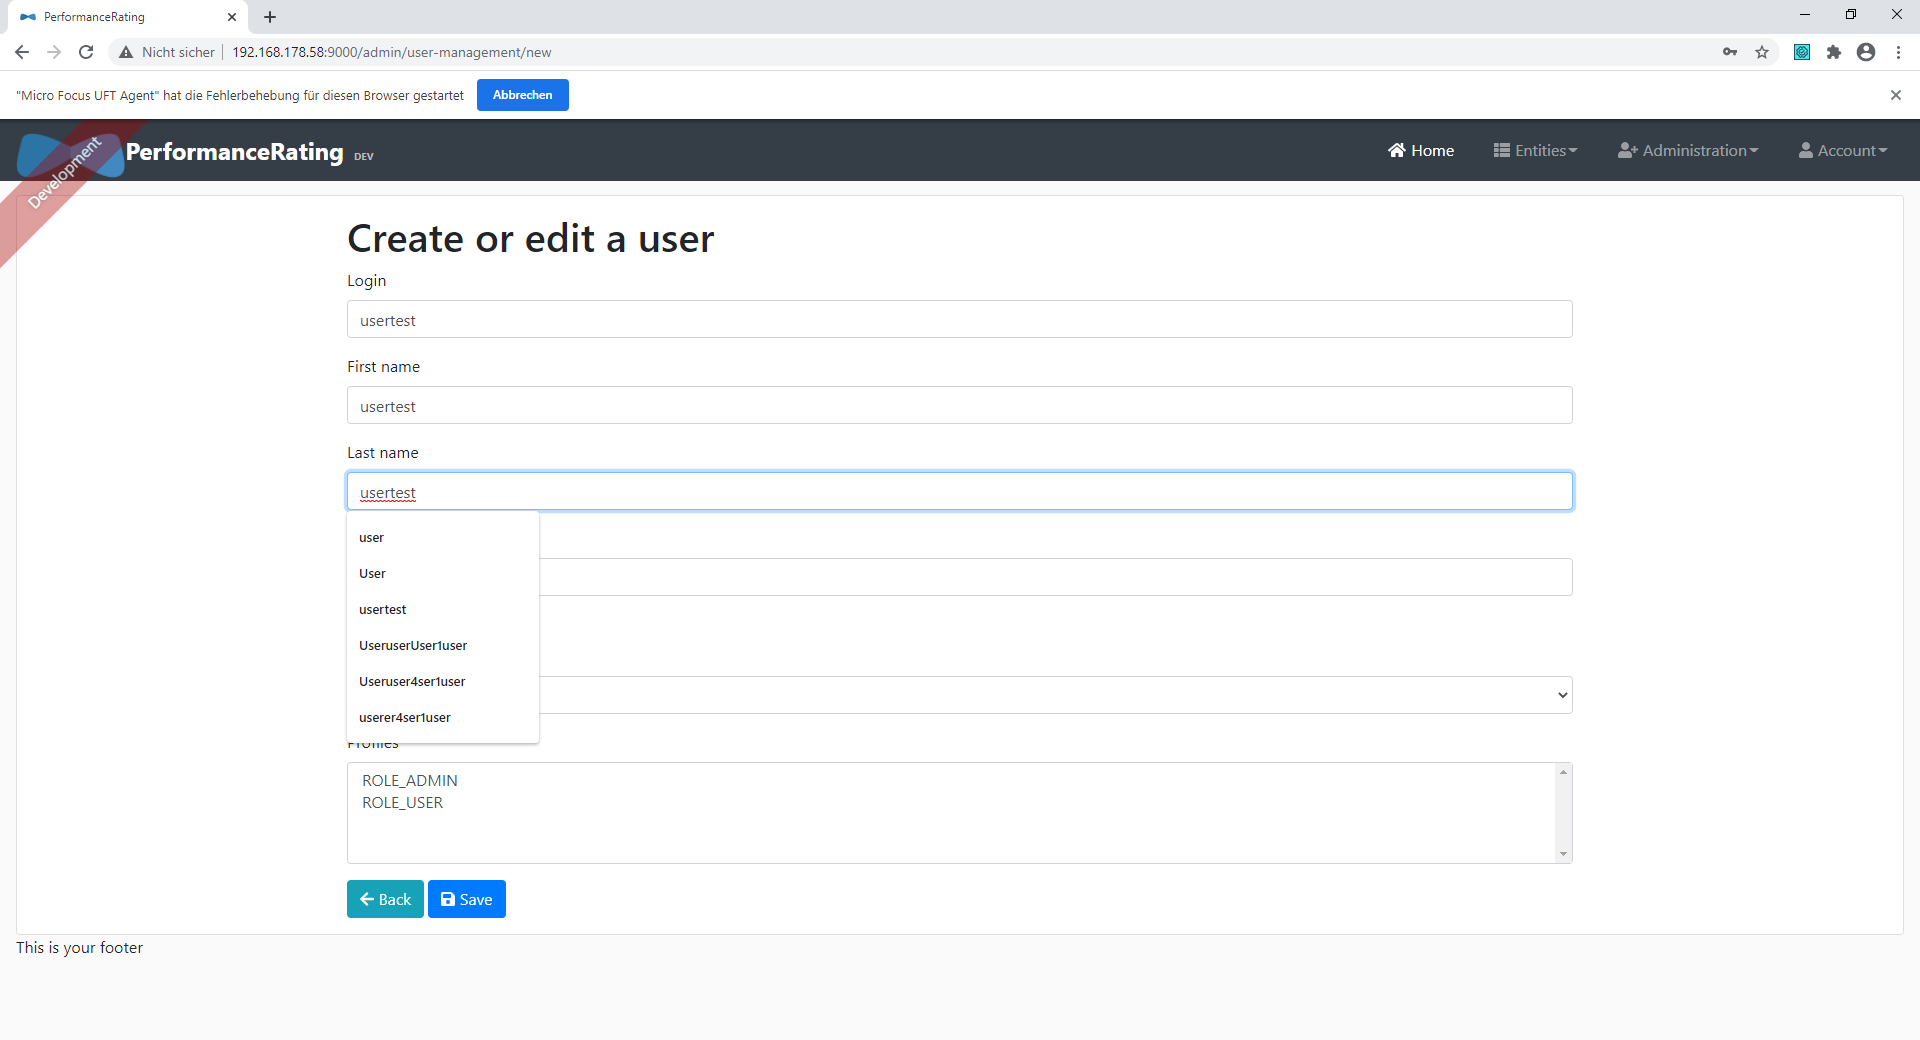 PerformanceRating
Nicht sicher 192.168.178.58:9000/admin/user-management/new
"Micro Focus UFT Agent" hat die Fehlerbehebung für diesen Browser gestartet Abbrechen
Development
PerformanceRating DEV Home Entities Administration Account
Create or edit a user
Login
usertest
First name
usertest
Last name
usertest
user
User
usertest
UseruserUser1user
Useruser4ser1user
userer4ser1user
Profiles
ROLE_ADMIN
ROLE_USER
Back Save
This is your footer